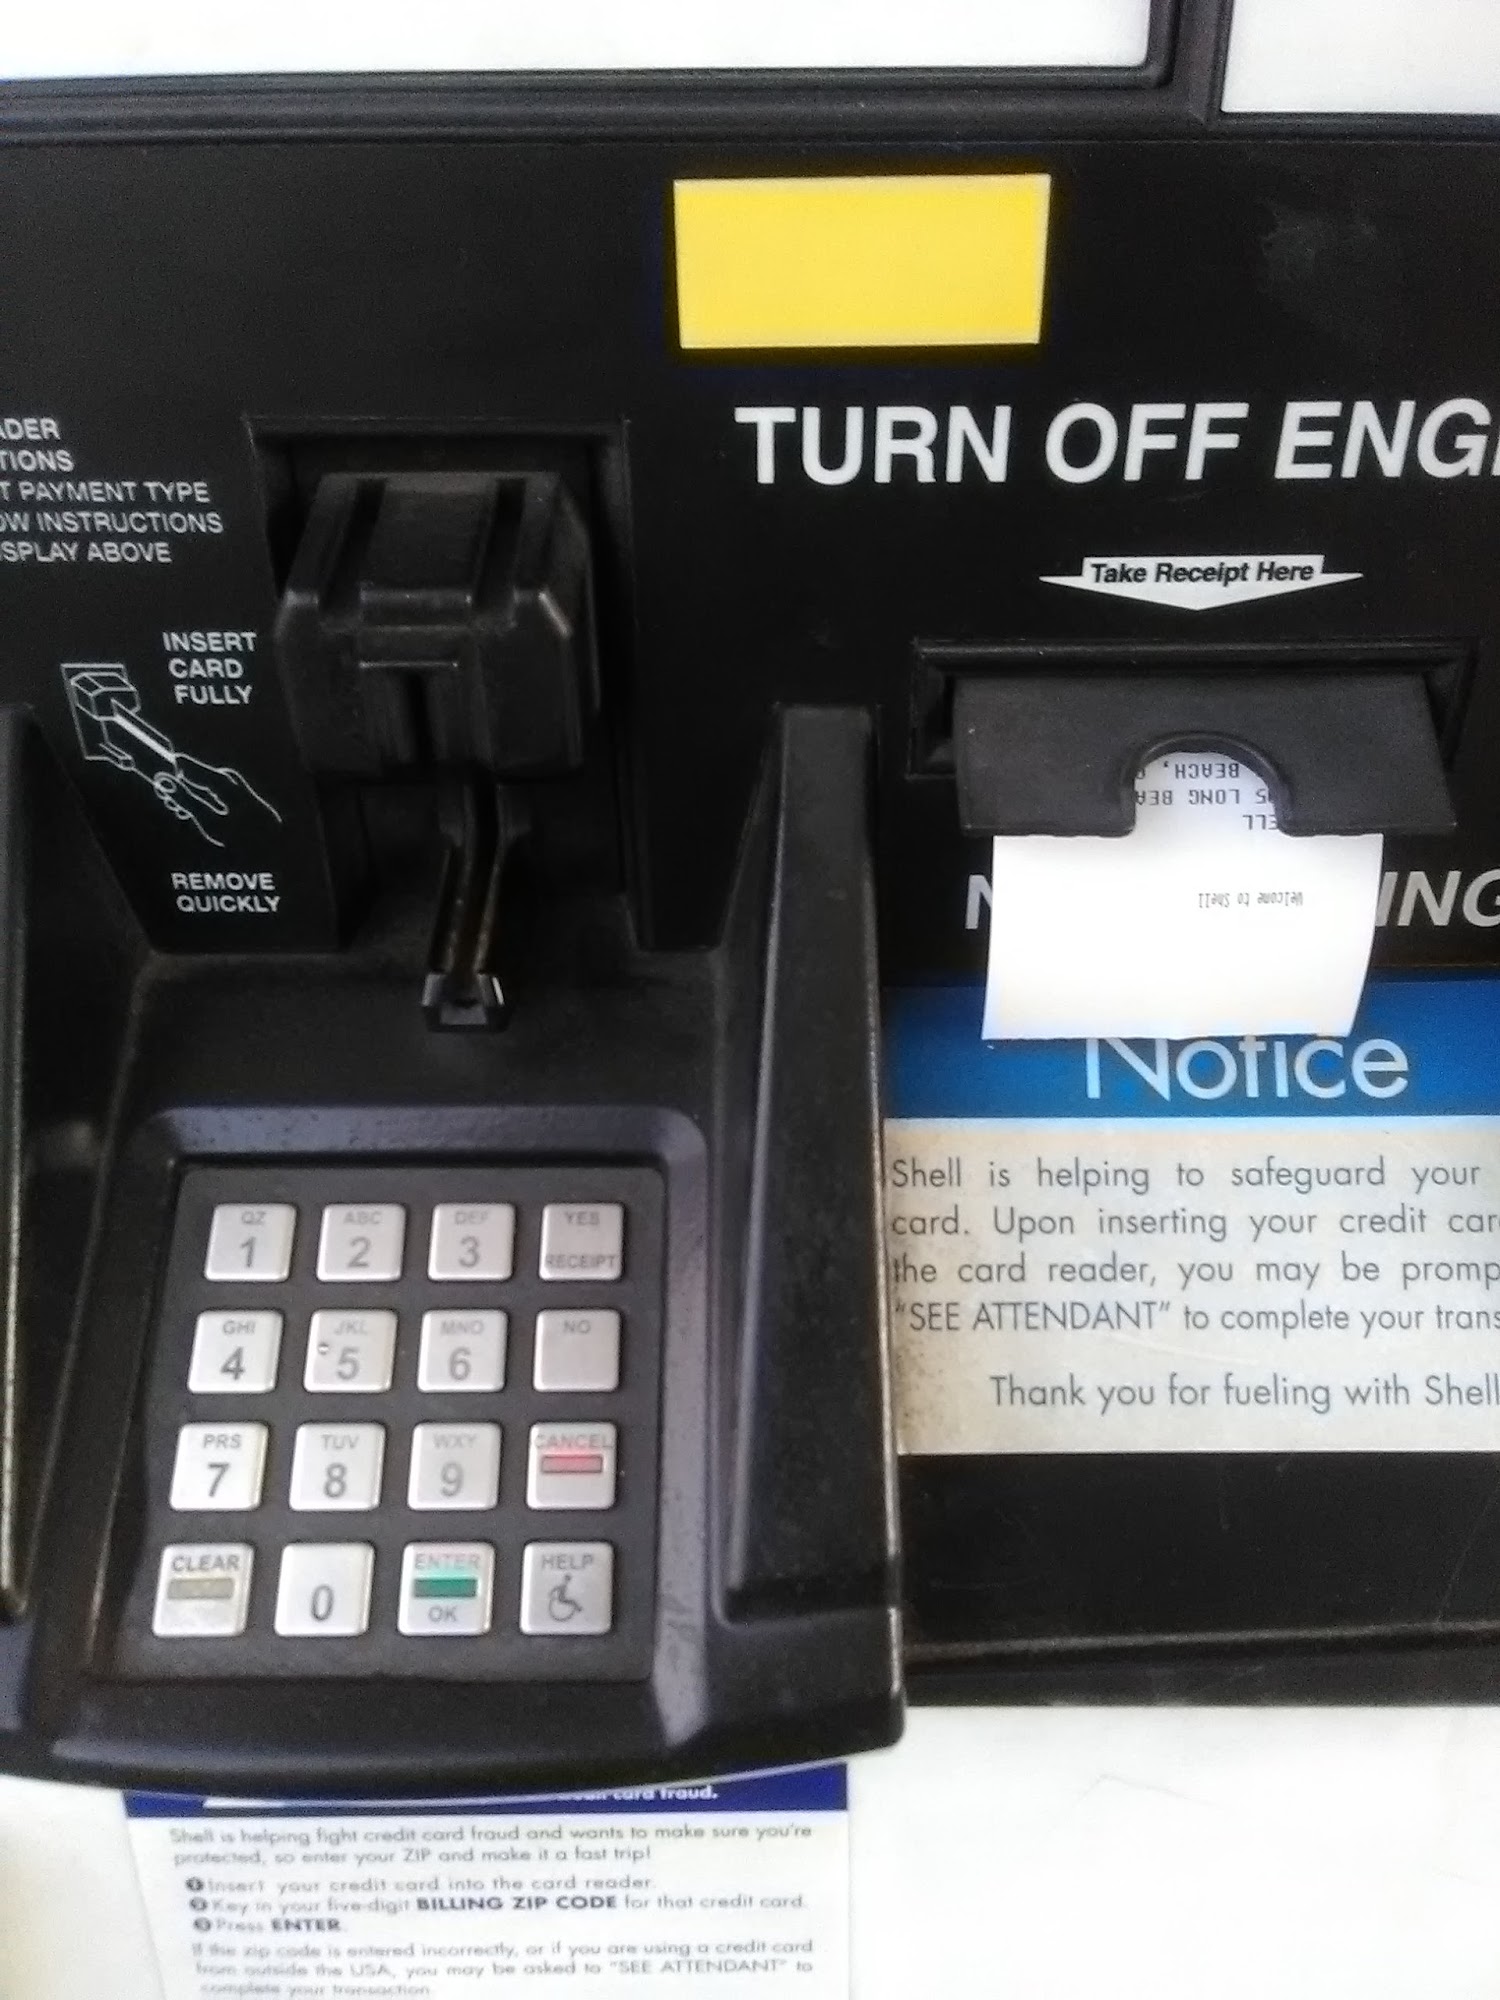 TURN OFF ENGI
ADER
TIONS
T PAYMENT TYPE
OW INSTRUCTIONS
SPLAY ABOVE
INSERT
CARD
FULLY
REMOVE
QUICKLY
Take Receipt Here
Welcome to Shell
ELL
5 LONG BEA
BEACH,
N
ING
Notice
Shell is helping to safeguard your
card. Upon inserting your credit car
the card reader, you may be promp
"SEE ATTENDANT" to complete your trans
Thank you for fueling with Shell
QZ ABC DEF YES
1 2 3 RECEIPT
GHI JKL MNO NO
4 5 6
PRS TUV WXY CANCEL
7 8 9
CLEAR ENTER HELP
0 OK
card fraud.
Shell is helping fight credit card fraud and wants to make sure you're
protected, so enter your ZIP and make it a fast trip!
1 Insert your credit card into the card reader.
2 Key in your five-digit BILLING ZIP CODE for that credit card.
3 Press ENTER.
If the zip code is entered incorrectly, or if you are using a credit card
from outside the USA, you may be asked to "SEE ATTENDANT" to
complete your transaction.